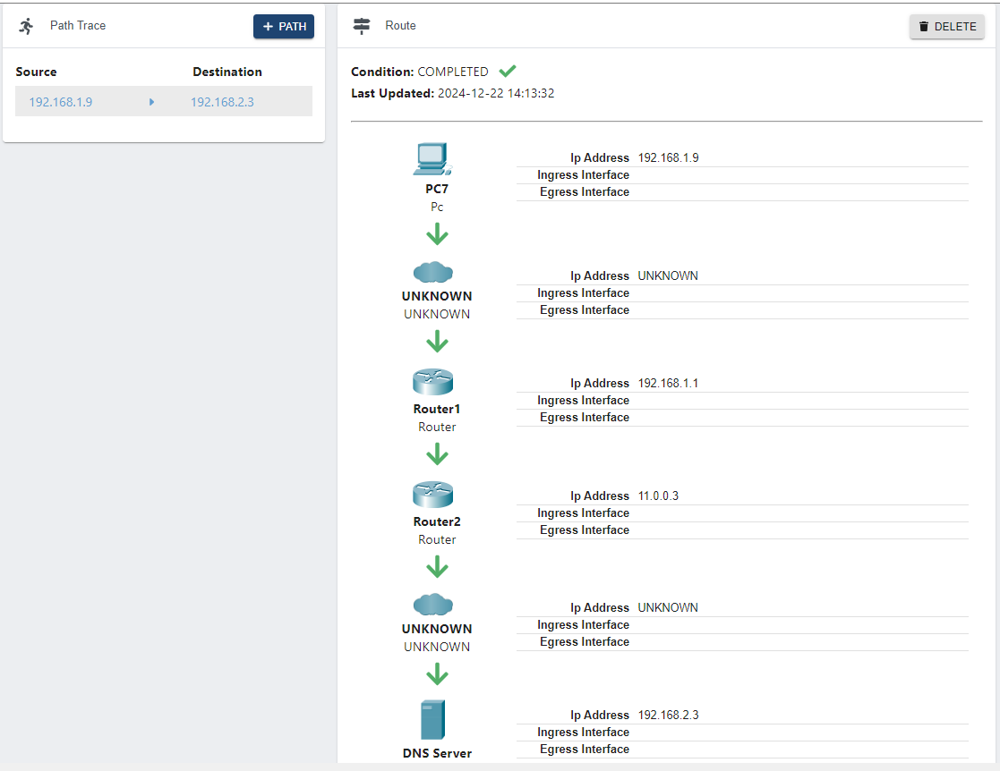 Path Trace
+ PATH
Source Destination
192.168.1.9 192.168.2.3
Route
DELETE
Condition: COMPLETED
Last Updated: 2024-12-22 14:13:32
PC7
Pc
Ip Address 192.168.1.9
Ingress Interface
Egress Interface
UNKNOWN
UNKNOWN
Ip Address UNKNOWN
Ingress Interface
Egress Interface
Router1
Router
Ip Address 192.168.1.1
Ingress Interface
Egress Interface
Router2
Router
Ip Address 11.0.0.3
Ingress Interface
Egress Interface
UNKNOWN
UNKNOWN
Ip Address UNKNOWN
Ingress Interface
Egress Interface
DNS Server
Ip Address 192.168.2.3
Ingress Interface
Egress Interface